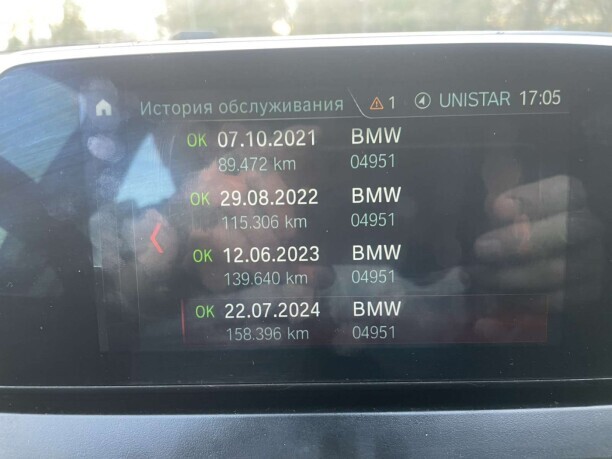 История обслуживания 1 UNISTAR 17:05
OK 07.10.2021 BMW
89.472 km 04951
OK 29.08.2022 BMW
115.306 km 04951
OK 12.06.2023 BMW
139.640 km 04951
OK 22.07.2024 BMW
158.396 km 04951